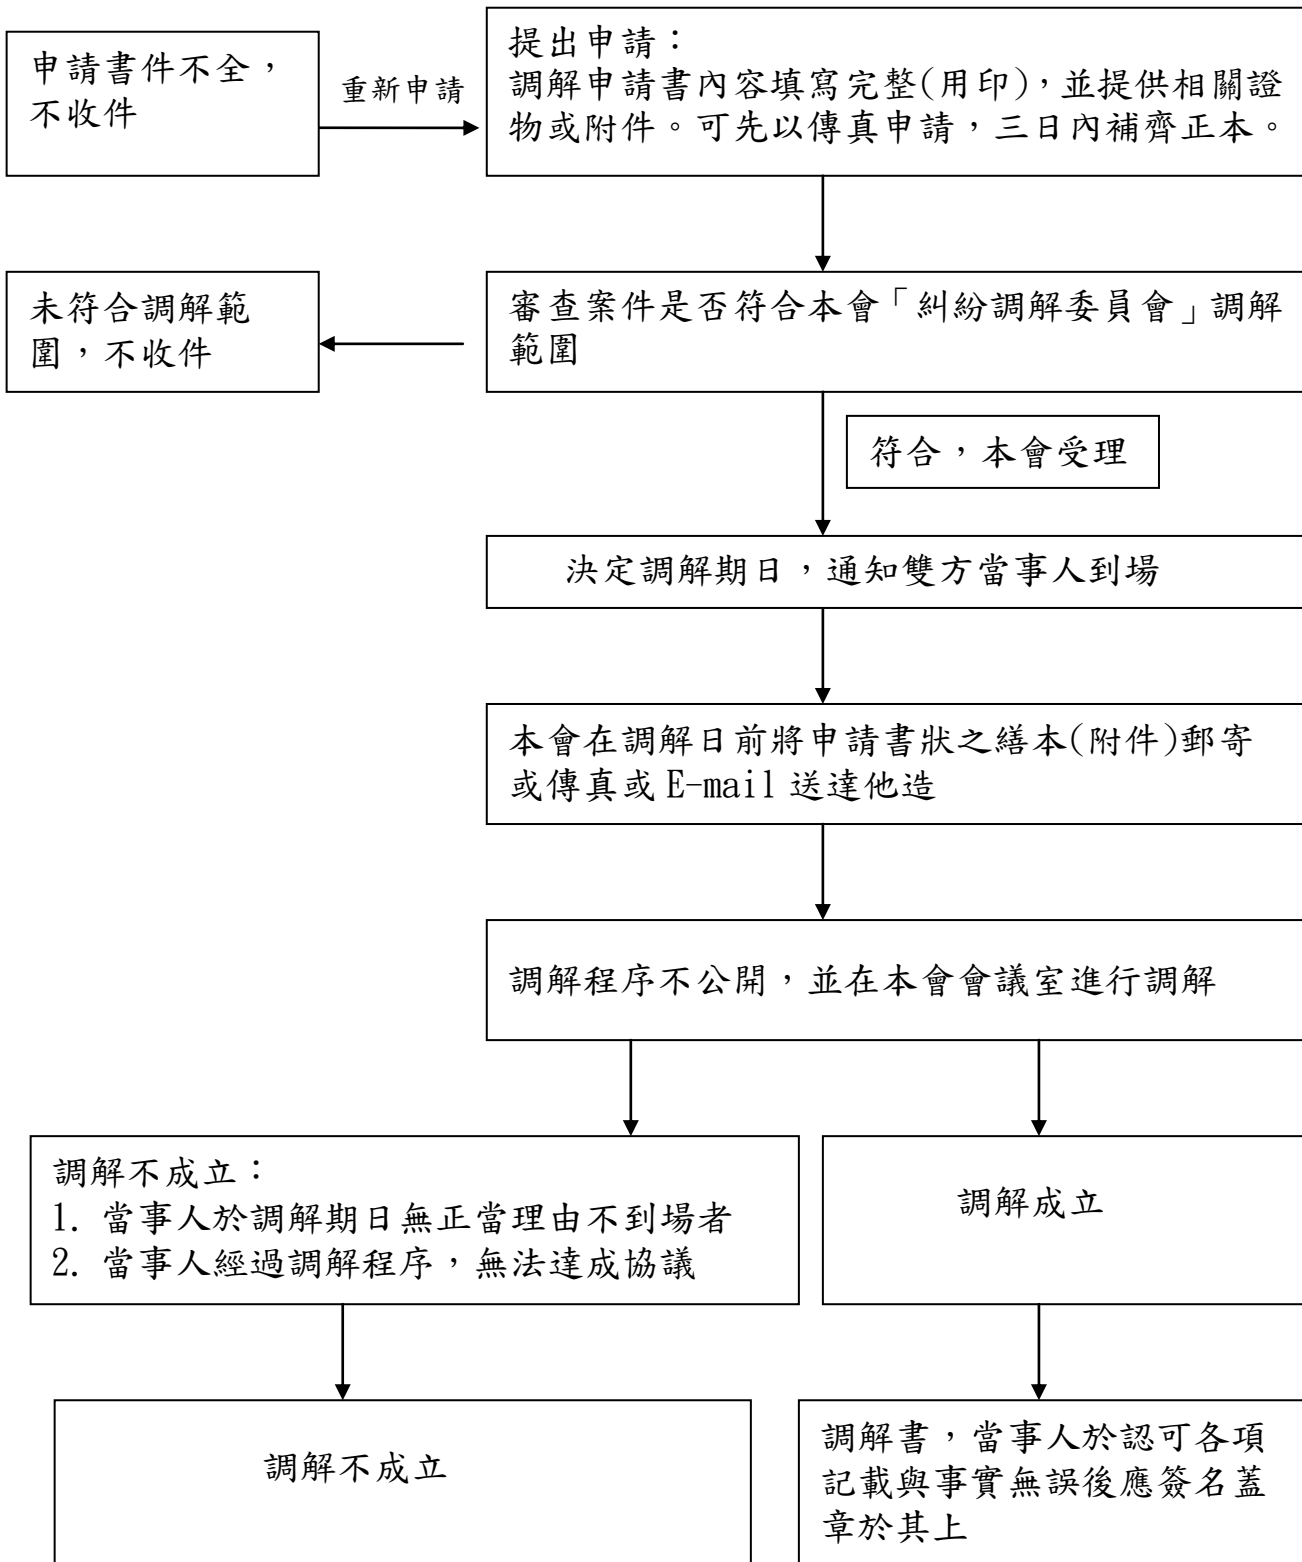 申請書件不全，
不收件
重新申請
提出申請：
調解申請書內容填寫完整(用印)，並提供相關證
物或附件。可先以傳真申請，三日內補齊正本。
未符合調解範
圍，不收件
審查案件是否符合本會「糾紛調解委員會」調解
範圍
符合，本會受理
決定調解期日，通知雙方當事人到場
本會在調解日前將申請書狀之繕本(附件)郵寄
或傳真或 E-mail 送達他造
調解程序不公開，並在本會會議室進行調解
調解不成立：
1. 當事人於調解期日無正當理由不到場者
2. 當事人經過調解程序，無法達成協議
調解成立
調解不成立
調解書，當事人於認可各項
記載與事實無誤後應簽名蓋
章於其上